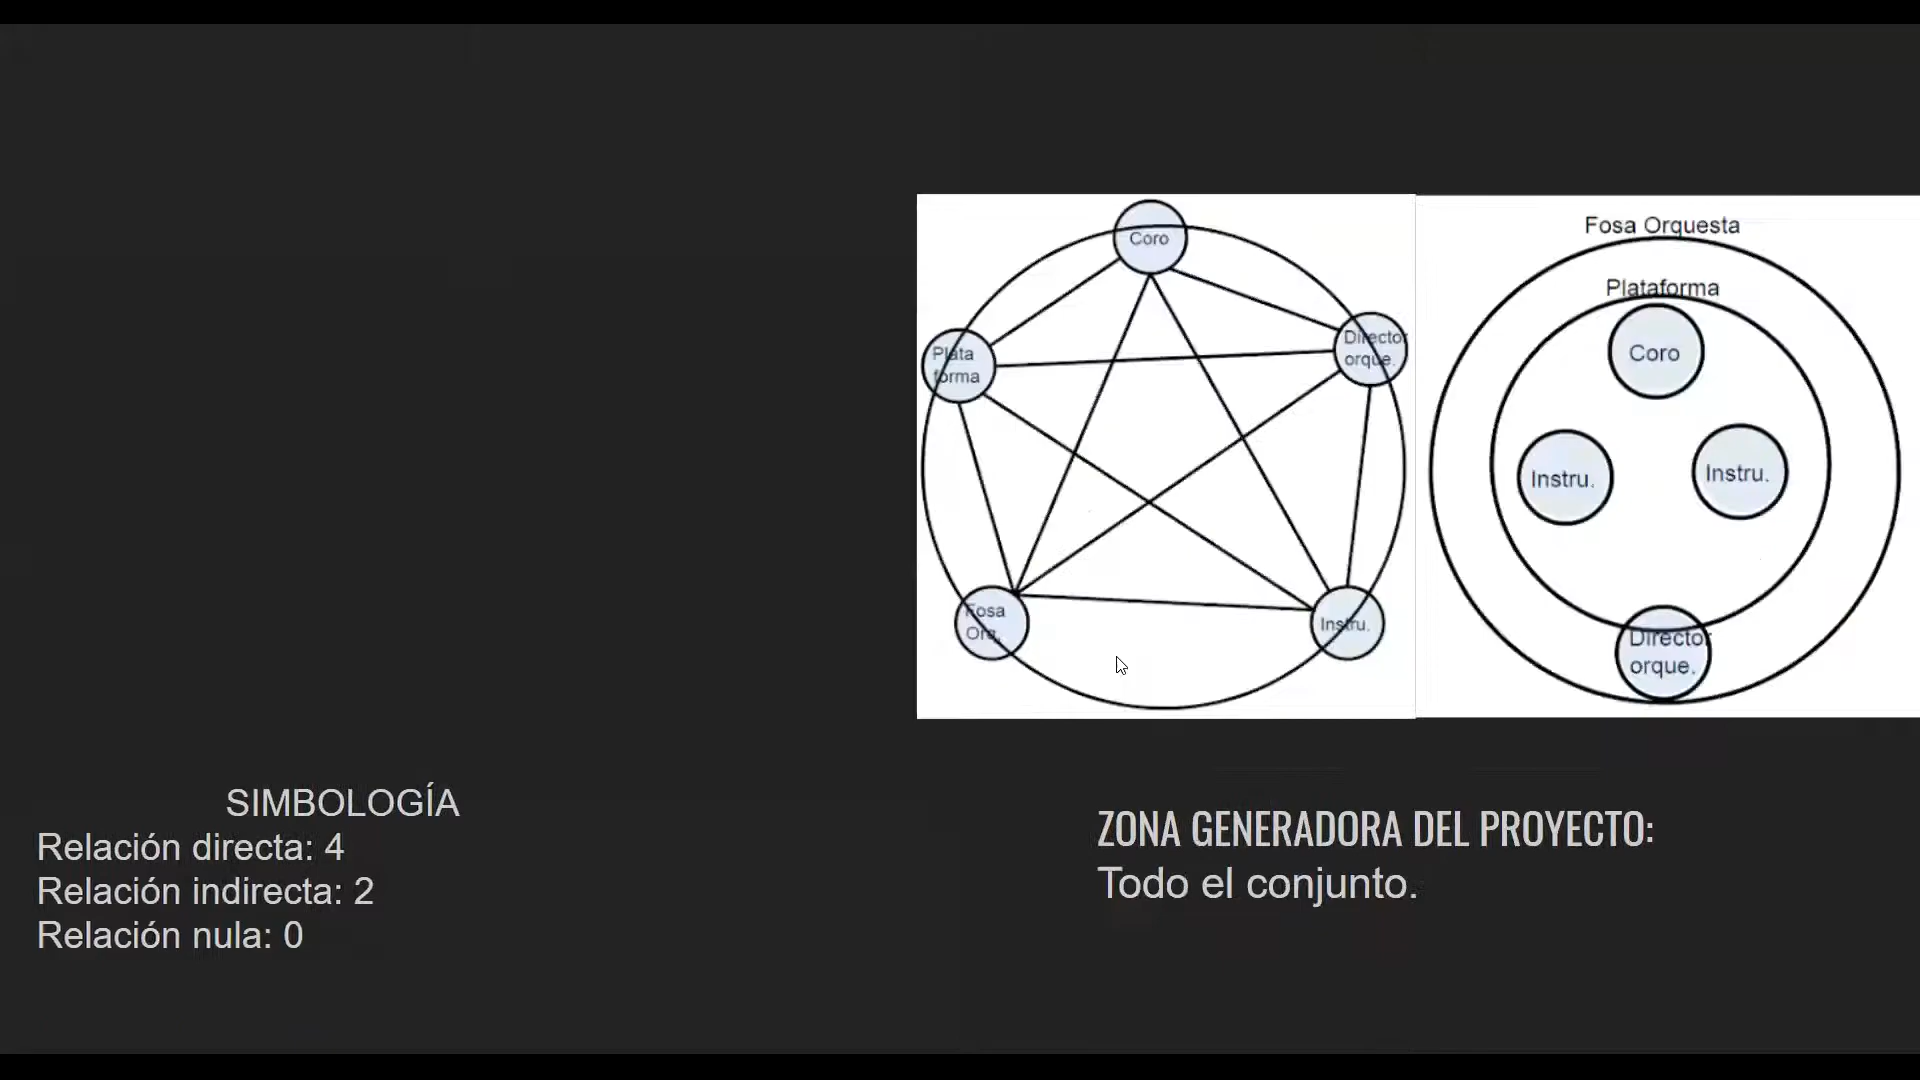 Coro
Director
orque.
Plata
forma
Fosa
Orq.
Instru.
Fosa Orquesta
Plataforma
Coro
Instru.
Instru.
Director
orque.
SIMBOLOGÍA
Relación directa: 4
Relación indirecta: 2
Relación nula: 0
ZONA GENERADORA DEL PROYECTO:
Todo el conjunto.